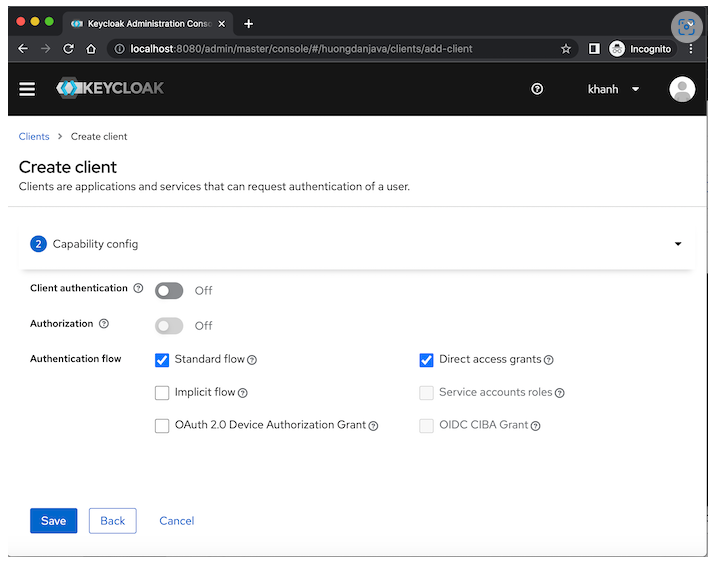 Keycloak Administration Conso
localhost:8080/admin/master/console/#/huongdanjava/clients/add-client
Incognito
KEYCLOAK
khanh
Clients > Create client
Create client
Clients are applications and services that can request authentication of a user.
2 Capability config
Client authentication Off
Authorization Off
Authentication flow Standard flow Direct access grants
Implicit flow Service accounts roles
OAuth 2.0 Device Authorization Grant OIDC CIBA Grant
Save Back Cancel